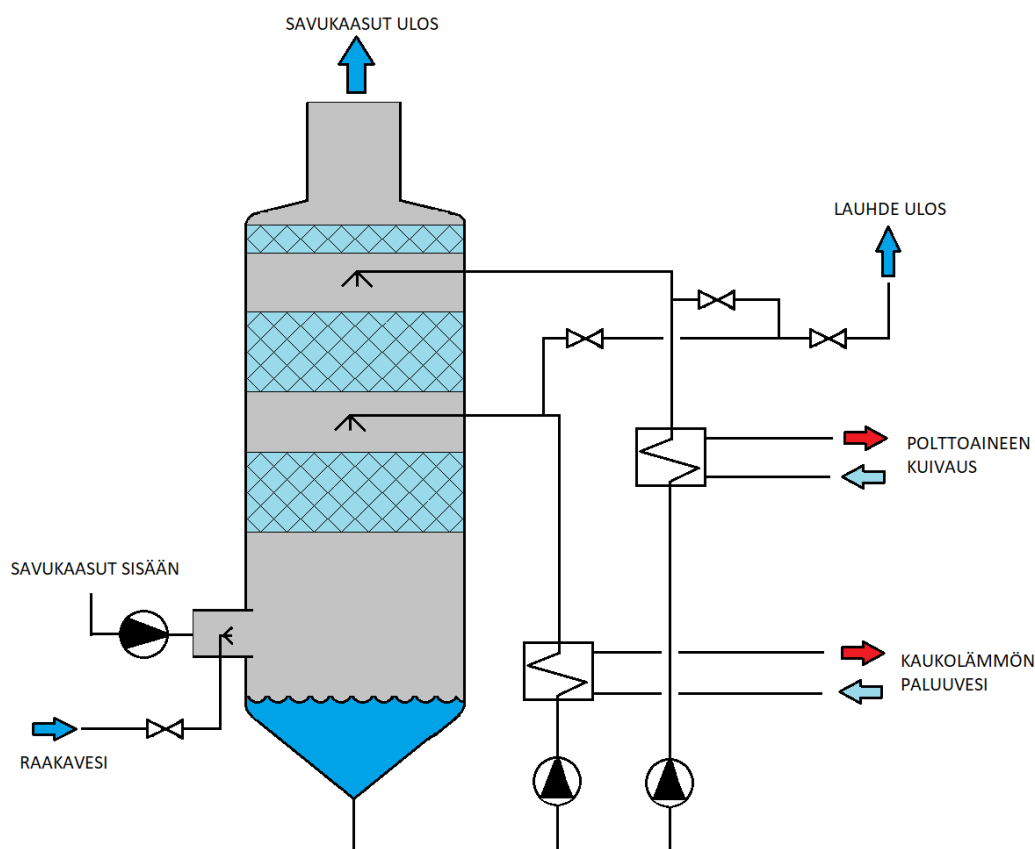 SAVUKAASUT ULOS
LAUHDE ULOS
POLTTOAINEEN
KUIVAUS
SAVUKAASUT SISÄÄN
KAUKOLÄMMÖN
PALUUVESI
RAAKAVESI